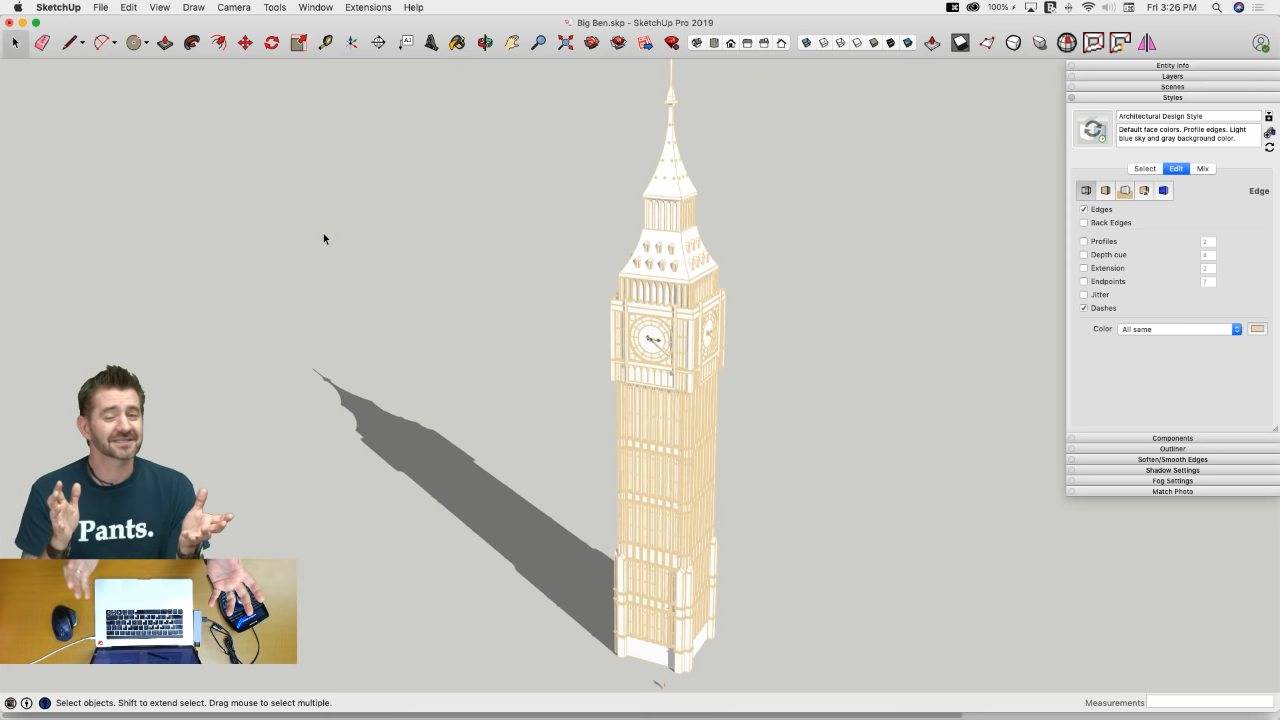 SketchUp File Edit View Draw Camera Tools Window Extensions Help 100% Fri 3:26 PM
Big Ben.skp - SketchUp Pro 2019
Entity Info
Layers
Scenes
Styles
Architectural Design Style
Default face colors. Profile edges. Light
blue sky and gray background color.
Select Edit Mix
Edge
Edges
Back Edges
Profiles 2
Depth cue 4
Extension 2
Endpoints 7
Jitter
Dashes
Color All same
Components
Outliner
Soften/Smooth Edges
Shadow Settings
Fog Settings
Match Photo
Pants.
Select objects. Shift to extend select. Drag mouse to select multiple. Measurements